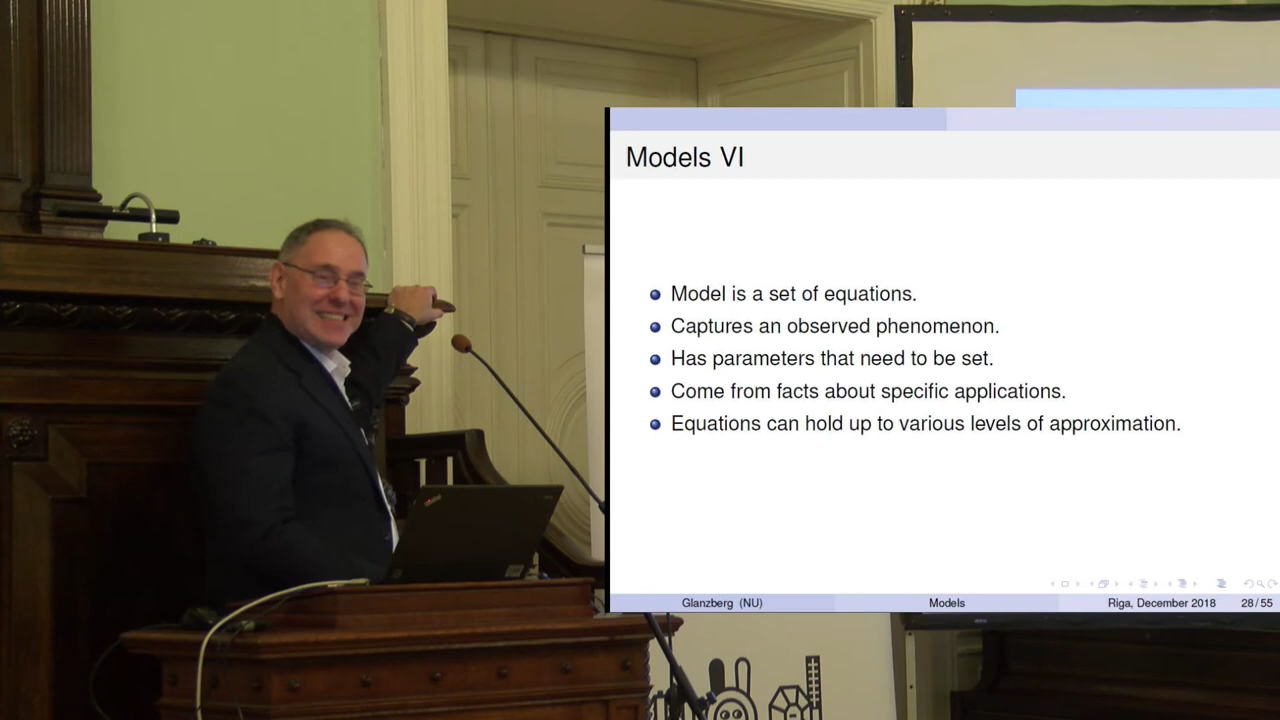 Models VI
Model is a set of equations.
Captures an observed phenomenon.
Has parameters that need to be set.
Come from facts about specific applications.
Equations can hold up to various levels of approximation.
Glanzberg (NU) Models Riga, December 2018 28/55